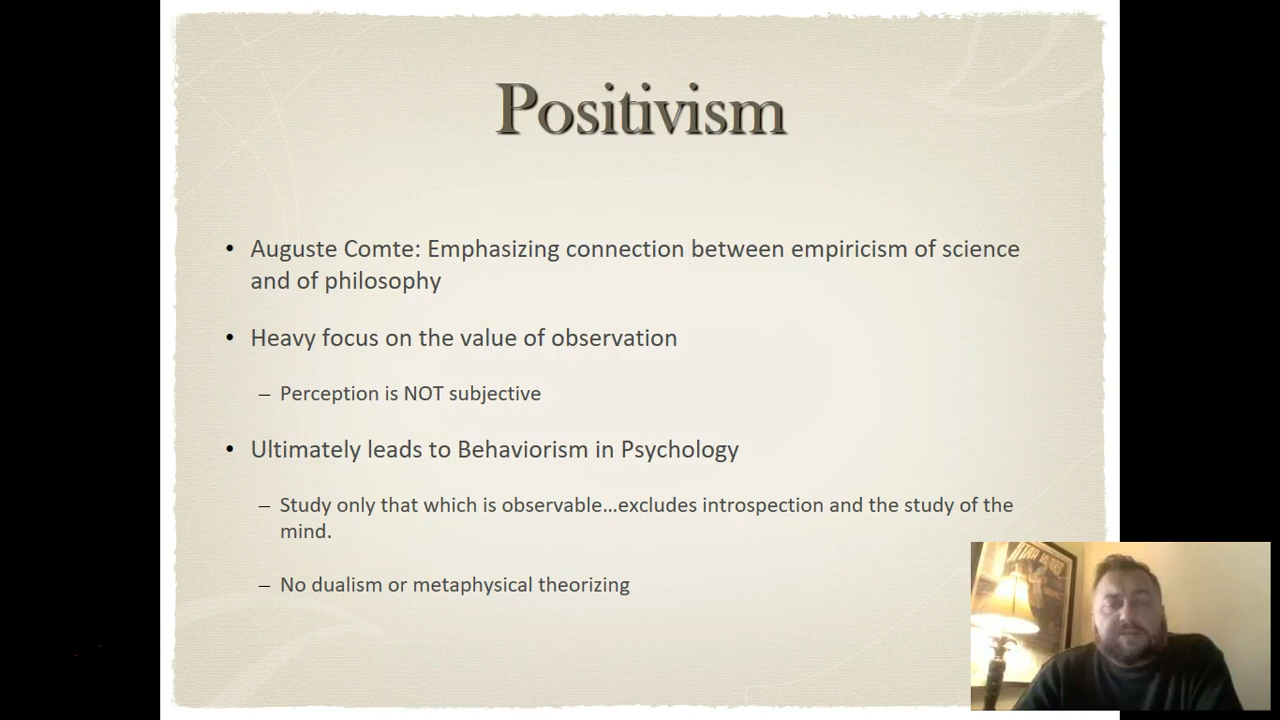 Positivism
• Auguste Comte: Emphasizing connection between empiricism of science
and of philosophy
• Heavy focus on the value of observation
– Perception is NOT subjective
• Ultimately leads to Behaviorism in Psychology
– Study only that which is observable…excludes introspection and the study of the
mind.
– No dualism or metaphysical theorizing